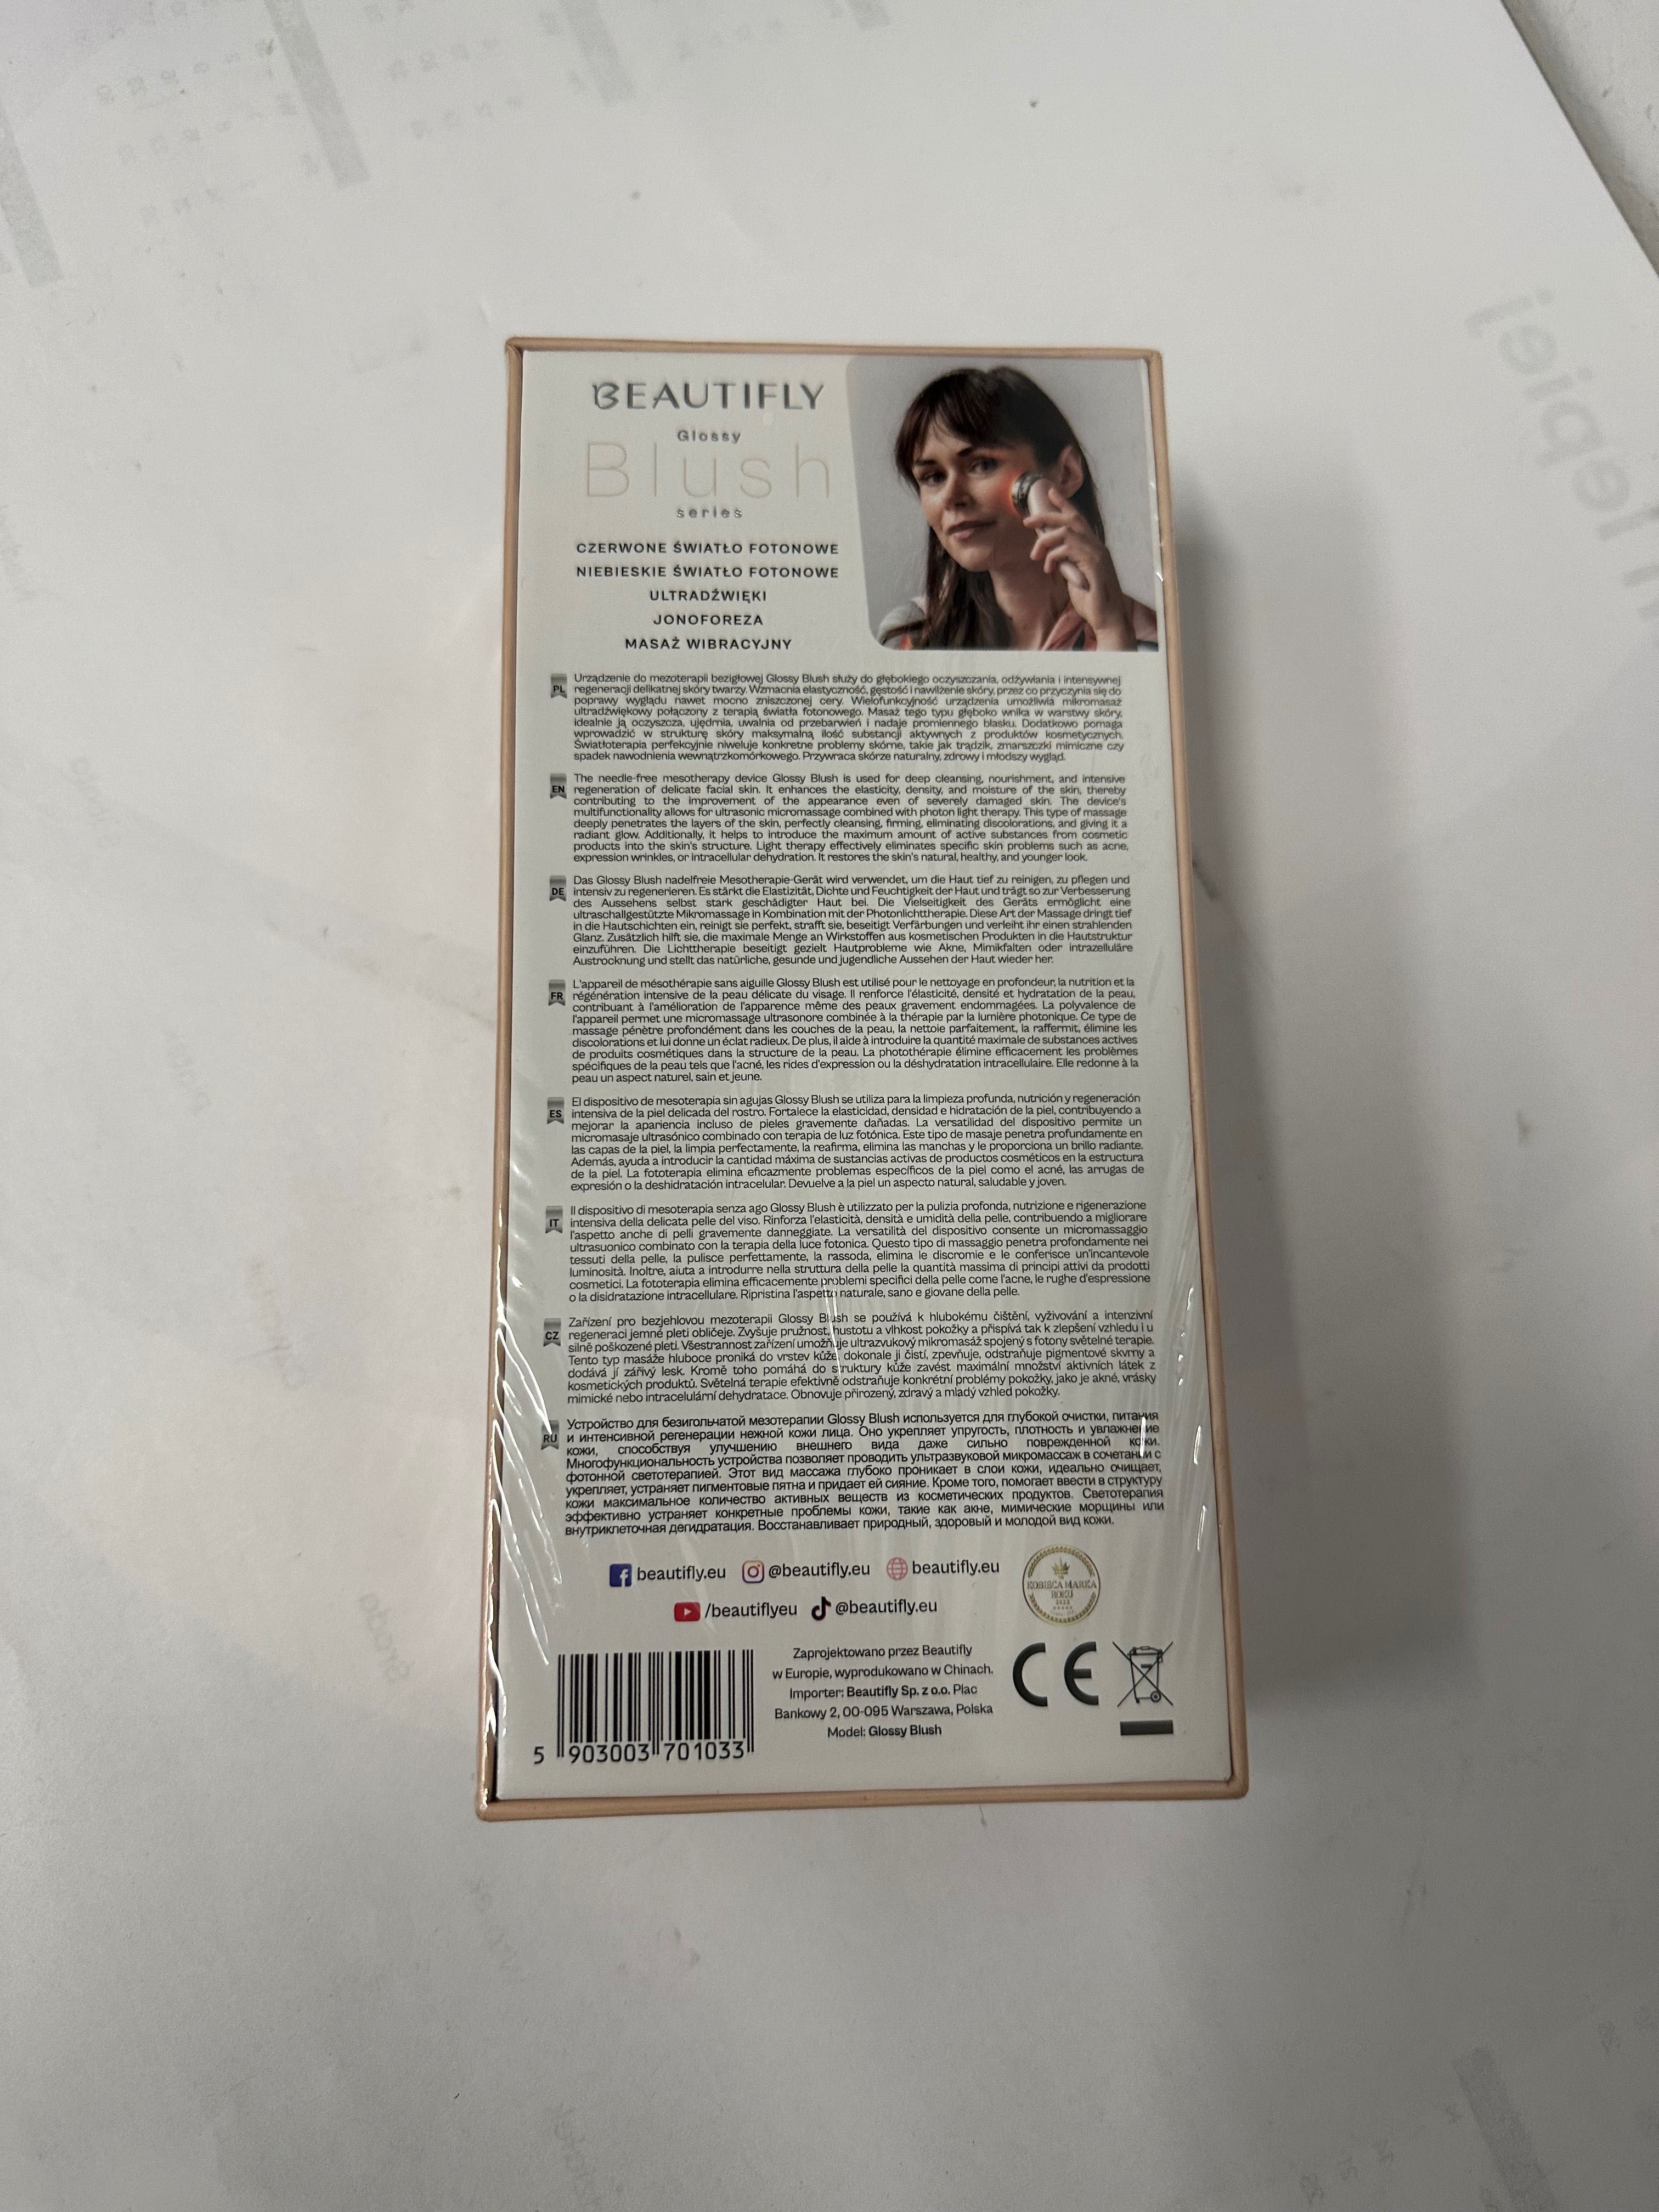 BEAUTIFLY
Glossy
Blush
series
CZERWONE ŚWIATŁO FOTONOWE
NIEBIESKIE ŚWIATŁO FOTONOWE
ULTRADŹWIĘKI
JONOFOREZA
MASAŻ WIBRACYJNY
PL
Urządzenie do mezoterapii bezigłowej Glossy Blush służy do głębokiego oczyszczania, odżywiania i intensywnej
regeneracji delikatnej skóry twarzy. Wzmacnia elastyczność, gęstość i nawilżenie skóry, przez co przyczynia się do
poprawy wyglądu nawet mocno zniszczonej cery. Wielofunkcyjność urządzenia umożliwia mikromasaż
ultradźwiękowy połączony z terapią światła fotonowego. Masaż tego typu głęboko wnika w warstwy skóry,
idealnie ją oczyszcza, ujędrnia, uwalnia od przebarwień i nadaje promiennego blasku. Dodatkowo pomaga
wprowadzić w strukturę skóry maksymalną ilość substancji aktywnych z produktów kosmetycznych.
Światłoterapia perfekcyjnie niweluje konkretne problemy skórne, takie jak trądzik, zmarszczki mimiczne czy
spadek nawodnienia wewnątrzkomórkowego. Przywraca skórze naturalny, zdrowy i młodszy wygląd.
EN
The needle-free mesotherapy device Glossy Blush is used for deep cleansing, nourishment, and intensive
regeneration of delicate facial skin. It enhances the elasticity, density, and moisture of the skin, thereby
contributing to the improvement of the appearance even of severely damaged skin. The device's
multifunctionality allows for ultrasonic micromassage combined with photon light therapy. This type of massage
deeply penetrates the layers of the skin, perfectly cleansing, firming, eliminating discolorations, and giving it a
radiant glow. Additionally, it helps to introduce the maximum amount of active substances from cosmetic
products into the skin's structure. Light therapy effectively eliminates specific skin problems such as acne,
expression wrinkles, or intracellular dehydration. It restores the skin's natural, healthy, and younger look.
DE
Das Glossy Blush nadelfreie Mesotherapie-Gerät wird verwendet, um die Haut tief zu reinigen, zu pflegen und
intensiv zu regenerieren. Es stärkt die Elastizität, Dichte und Feuchtigkeit der Haut und trägt so zur Verbesserung
des Aussehens selbst stark geschädigter Haut bei. Die Vielseitigkeit des Geräts ermöglicht eine
ultraschallgestützte Mikromassage in Kombination mit der Photonlichttherapie. Diese Art der Massage dringt tief
in die Hautschichten ein, reinigt sie perfekt, strafft sie, beseitigt Verfärbungen und verleiht ihr einen strahlenden
Glanz. Zusätzlich hilft sie, die maximale Menge an Wirkstoffen aus kosmetischen Produkten in die Hautstruktur
einzuführen. Die Lichttherapie beseitigt gezielt Hautprobleme wie Akne, Mimikfalten oder intrazelluläre
Austrocknung und stellt das natürliche, gesunde und jugendliche Aussehen der Haut wieder her.
FR
L'appareil de mésothérapie sans aiguille Glossy Blush est utilisé pour le nettoyage en profondeur, la nutrition et la
régénération intensive de la peau délicate du visage. Il renforce l'élasticité, densité et hydratation de la peau,
contribuant à l'amélioration de l'apparence même des peaux gravement endommagées. La polyvalence de
l'appareil permet une micromassage ultrasonore combinée à la thérapie par la lumière photonique. Ce type de
massage pénètre profondément dans les couches de la peau, la nettoie parfaitement, la raffermit, élimine les
discolorations et lui donne un éclat radieux. De plus, il aide à introduire la quantité maximale de substances actives
de produits cosmétiques dans la structure de la peau. La photothérapie élimine efficacement les problèmes
spécifiques de la peau tels que l'acné, les rides d'expression ou la déshydratation intracellulaire. Elle redonne à la
peau un aspect naturel, sain et jeune.
ES
El dispositivo de mesoterapia sin agujas Glossy Blush se utiliza para la limpieza profunda, nutrición y regeneración
intensiva de la piel delicada del rostro. Fortalece la elasticidad, densidad e hidratación de la piel, contribuyendo a
mejorar la apariencia incluso de pieles gravemente dañadas. La versatilidad del dispositivo permite un
micromasaje ultrasónico combinado con terapia de luz fotónica. Este tipo de masaje penetra profundamente en
las capas de la piel, la limpia perfectamente, la reafirma, elimina las manchas y le proporciona un brillo radiante.
Además, ayuda a introducir la cantidad máxima de sustancias activas de productos cosméticos en la estructura
de la piel. La fototerapia elimina eficazmente problemas específicos de la piel como el acné, las arrugas de
expresión o la deshidratación intracelular. Devuelve a la piel un aspecto natural, saludable y joven.
IT
Il dispositivo di mesoterapia senza ago Glossy Blush è utilizzato per la pulizia profonda, nutrizione e rigenerazione
intensiva della delicata pelle del viso. Rinforza l'elasticità, densità e umidità della pelle, contribuendo a migliorare
l'aspetto anche di pelli gravemente danneggiate. La versatilità del dispositivo consente un micromassaggio
ultrasuonico combinato con la terapia della luce fotonica. Questo tipo di massaggio penetra profondamente nei
tessuti della pelle, la pulisce perfettamente, la rassoda, elimina le discromie e le conferisce un'incantevole
luminosità. Inoltre, aiuta a introdurre nella struttura della pelle la quantità massima di principi attivi da prodotti
cosmetici. La fototerapia elimina efficacemente problemi specifici della pelle come l'acne, le rughe d'espressione
o la disidratazione intracellulare. Ripristina l'aspetto naturale, sano e giovane della pelle.
CZ
Zařízení pro bezjehlovou mezoterapii Glossy Blush se používá k hlubokému čištění, vyživování a intenzivní
regeneraci jemné pleti obličeje. Zvyšuje pružnost, hustotu a vlhkost pokožky a přispívá tak k zlepšení vzhledu i u
silně poškozené pleti. Všestrannost zařízení umožňuje ultrazvukový mikromasáž spojený s fotony světelné terapie.
Tento typ masáže hluboce proniká do vrstev kůže, dokonale ji čistí, zpevňuje, odstraňuje pigmentové skvrny a
dodává jí zářivý lesk. Kromě toho pomáhá do struktury kůže zavést maximální množství aktivních látek z
kosmetických produktů. Světelná terapie efektivně odstraňuje konkrétní problémy pokožky, jako je akné, vrásky
mimické nebo intracelulární dehydratace. Obnovuje přirozený, zdravý a mladý vzhled pokožky.
RU
Устройство для безигольчатой мезотерапии Glossy Blush используется для глубокой очистки, питания
и интенсивной регенерации нежной кожи лица. Оно укрепляет упругость, плотность и увлажнение
кожи, способствуя улучшению внешнего вида даже сильно поврежденной кожи.
Многофункциональность устройства позволяет проводить ультразвуковой микромассаж в сочетании с
фотонной светотерапией. Этот вид массажа глубоко проникает в слои кожи, идеально очищает,
укрепляет, устраняет пигментовые пятна и придает ей сияние. Кроме того, помогает ввести в структуру
кожи максимальное количество активных веществ из косметических продуктов. Светотерапия
эффективно устраняет конкретные проблемы кожи, такие как акне, мимические морщины или
внутриклеточная дегидратация. Восстанавливает природный, здоровый и молодой вид кожи.
beautifly.eu @beautifly.eu beautifly.eu
/beautiflyeu @beautifly.eu
KOBIECA MARKA
ROKU
2022
Zaprojektowano przez Beautifly
w Europie, wyprodukowano w Chinach.
Importer: Beautifly Sp. z o.o. Plac
Bankowy 2, 00-095 Warszawa, Polska
Model: Glossy Blush
CE
5 903003 701033
lepiej